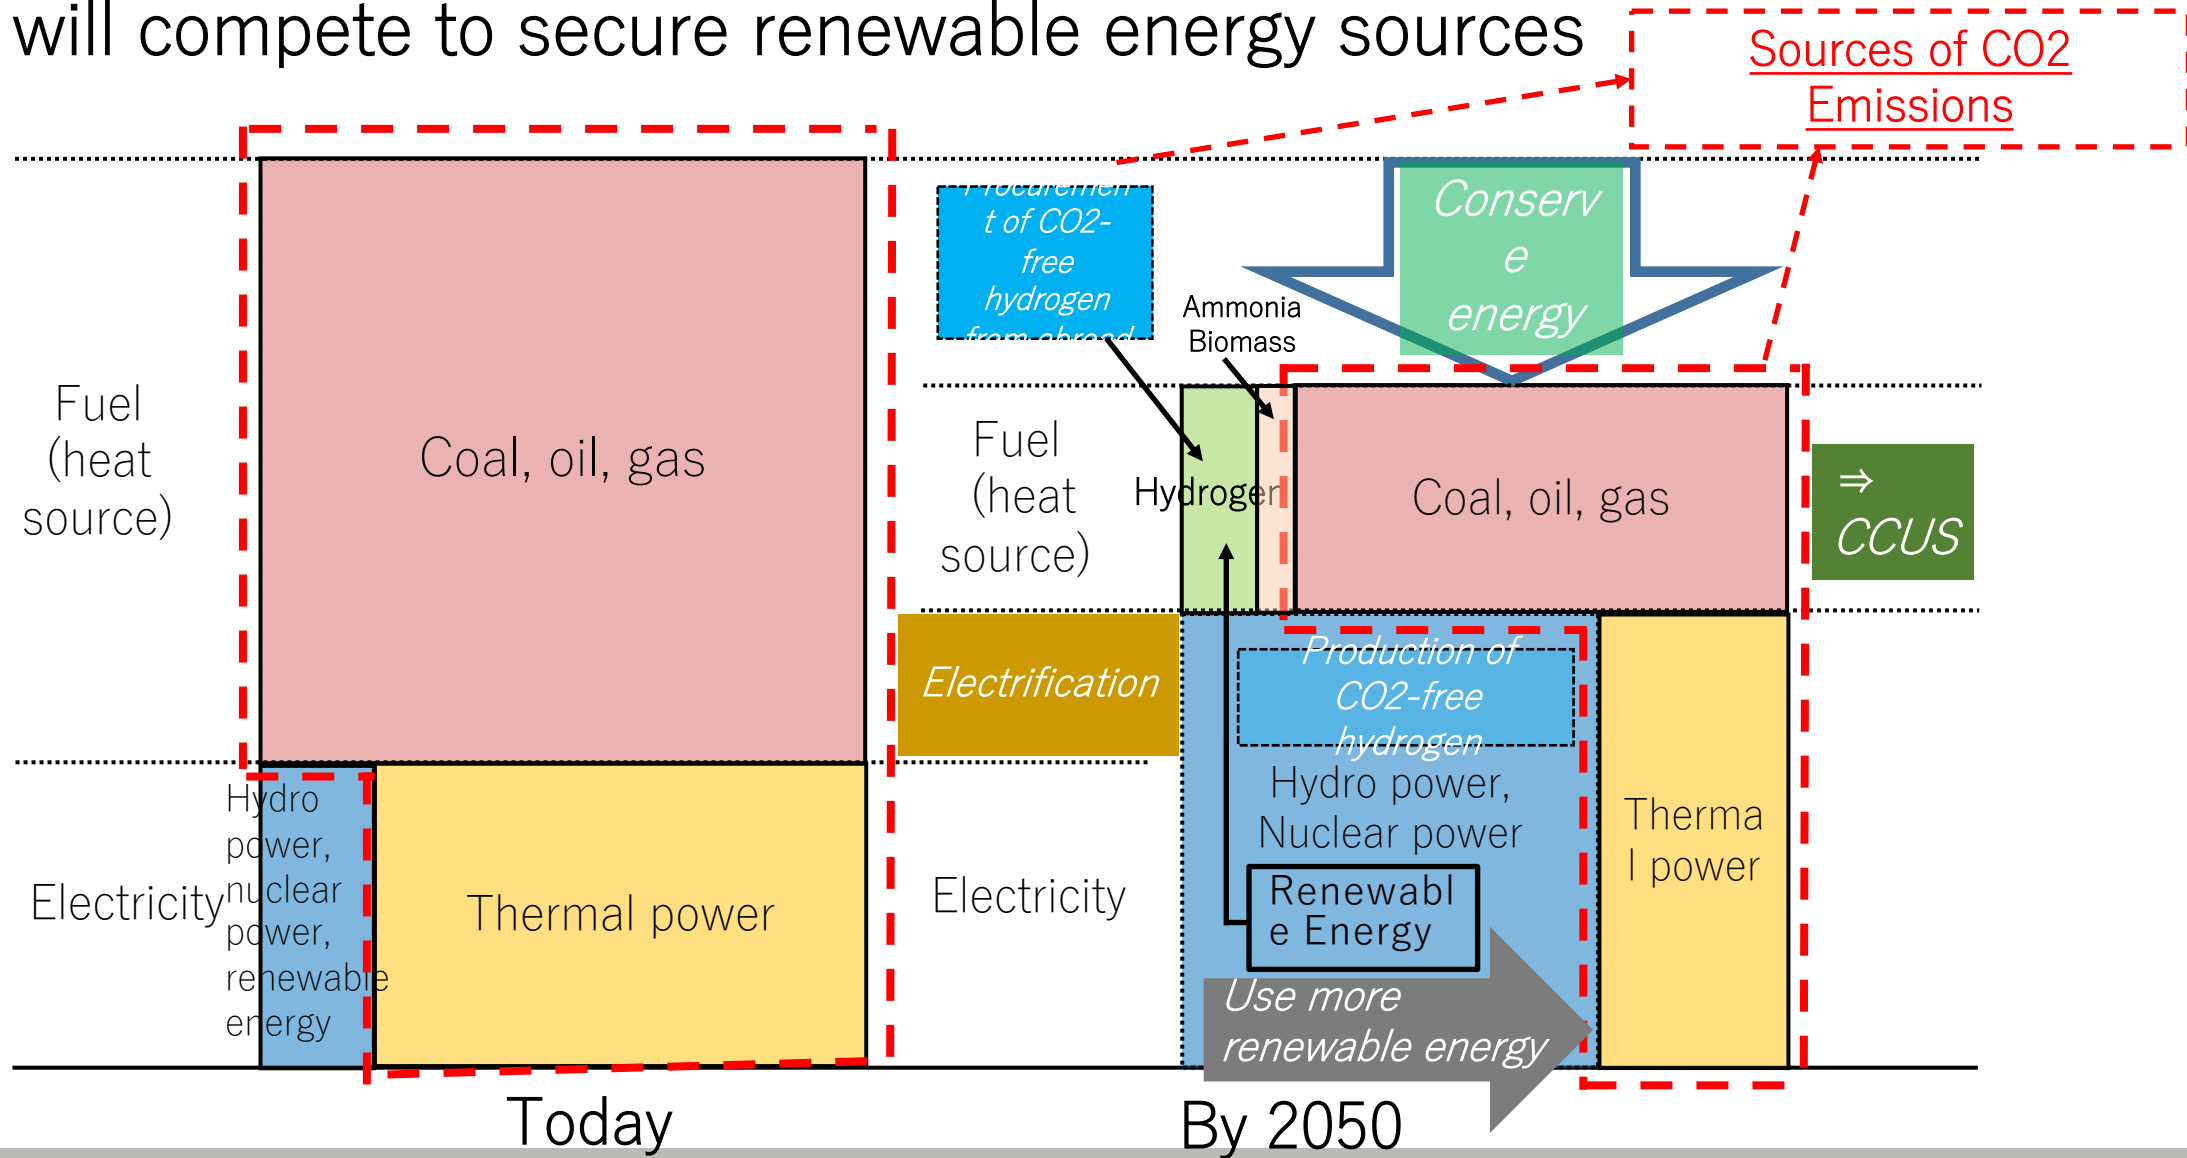 will compete to secure renewable energy sources
Sources of CO2
Emissions
Procuremen
t of CO2-
free
hydrogen
from abroad
Conserv
e
energy
Ammonia
Biomass
Fuel
(heat
source)
Coal, oil, gas
Fuel
(heat
source)
Hydrogen
Coal, oil, gas
⇒
CCUS
Electrification
Production of
CO2-free
hydrogen
Electricity
Hydro
power,
nuclear
power,
renewable
energy
Thermal power
Electricity
Hydro power,
Nuclear power
Renewabl
e Energy
Use more
renewable energy
Therma
l power
Today
By 2050